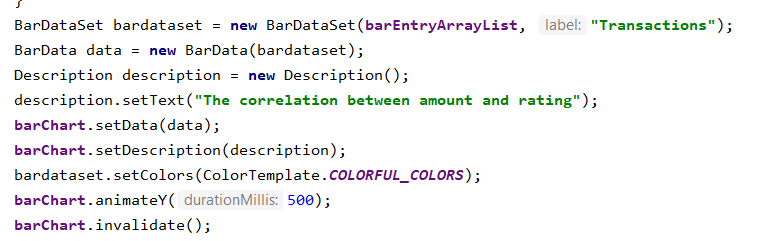 }
BarDataSet bardataset = new BarDataSet(barEntryArrayList, label: "Transactions");
BarData data = new BarData(bardataset);
Description description = new Description();
description.setText("The correlation between amount and rating");
barChart.setData(data);
barChart.setDescription(description);
bardataset.setColors(ColorTemplate.COLORFUL_COLORS);
barChart.animateY( durationMillis: 500);
barChart.invalidate();